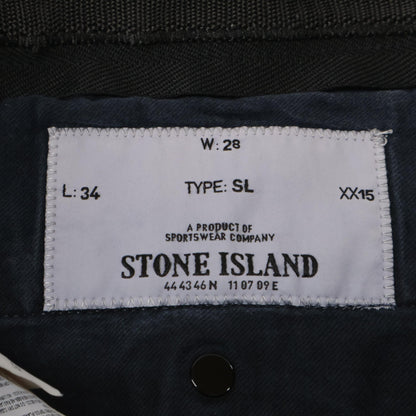 W: 28
L: 34 TYPE: SL XX15
A PRODUCT OF
SPORTSWEAR COMPANY
STONE ISLAND
44 43 46 N 11 07 09 E